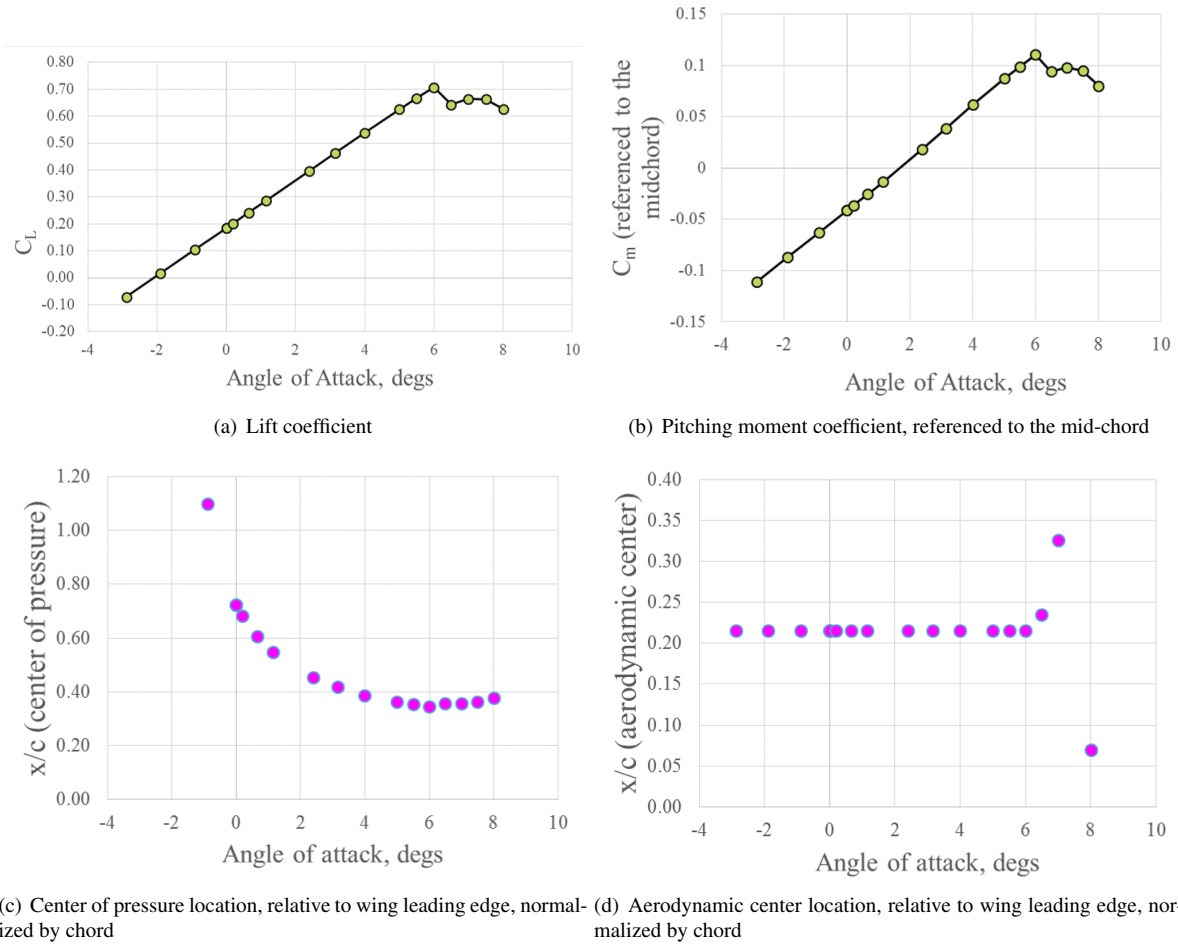 0.80
0.70
0.60
0.50
0.40
0.30
0.20
0.10
0.00
-0.10
-0.20
C_L
-4 -2 0 2 4 6 8 10
Angle of Attack, degs
(a) Lift coefficient
0.15
0.1
0.05
0
-0.05
-0.1
-0.15
C_m (referenced to the
midchord)
-4 -2 0 2 4 6 8 10
Angle of Attack, degs
(b) Pitching moment coefficient, referenced to the mid-chord
1.20
1.00
0.80
0.60
0.40
0.20
0.00
x/c (center of pressure)
-4 -2 0 2 4 6 8 10
Angle of attack, degs
(c) Center of pressure location, relative to wing leading edge, normal-
ized by chord
0.40
0.35
0.30
0.25
0.20
0.15
0.10
0.05
0.00
x/c (aerodynamic center)
-4 -2 0 2 4 6 8 10
Angle of attack, degs
(d) Aerodynamic center location, relative to wing leading edge, nor-
malized by chord